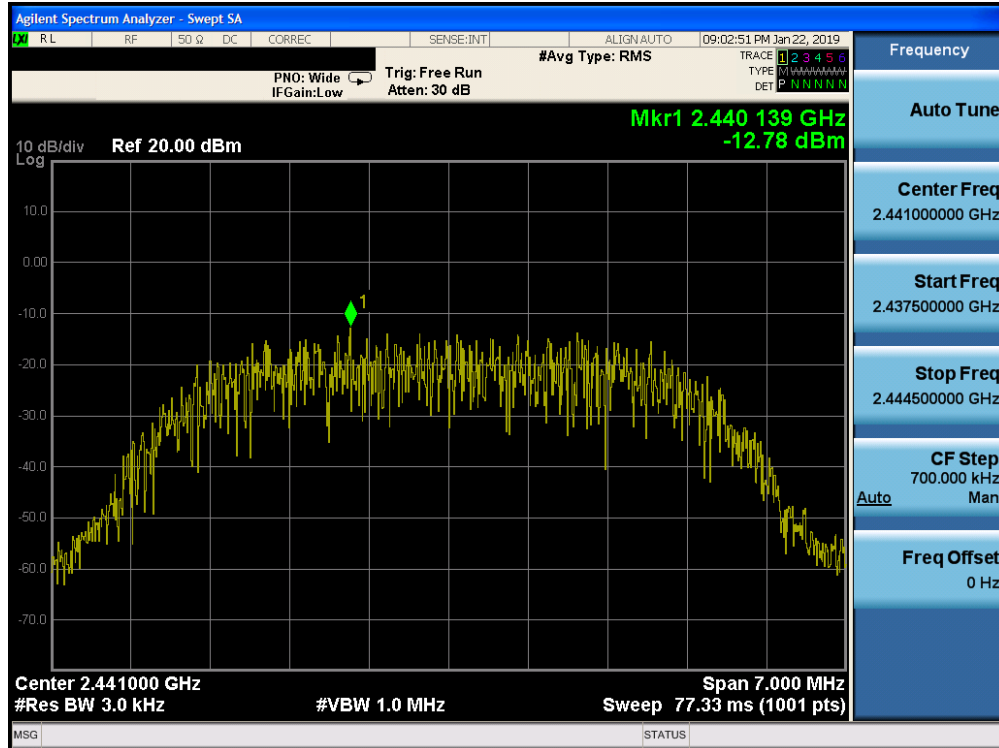 Agilent Spectrum Analyzer - Swept SA
LXI RL RF 50 Ω DC CORREC SENSE:INT ALIGN AUTO 09:02:51 PM Jan 22, 2019
Frequency
#Avg Type: RMS
TRACE 1 2 3 4 5 6
PNO: Wide Trig: Free Run
TYPE M WWWWW
IFGain:Low Atten: 30 dB
DET P N N N N N
Auto Tune
Mkr1 2.440 139 GHz
-12.78 dBm
10 dB/div Ref 20.00 dBm
Log
10.0
0.00
-10.0
-20.0
-30.0
-40.0
-50.0
-60.0
-70.0
1
Center Freq
2.441000000 GHz
Start Freq
2.437500000 GHz
Stop Freq
2.444500000 GHz
CF Step
700.000 kHz
Auto Man
Freq Offset
0 Hz
Center 2.441000 GHz Span 7.000 MHz
#Res BW 3.0 kHz #VBW 1.0 MHz Sweep 77.33 ms (1001 pts)
MSG STATUS